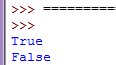 >>> =========
>>>
True
False